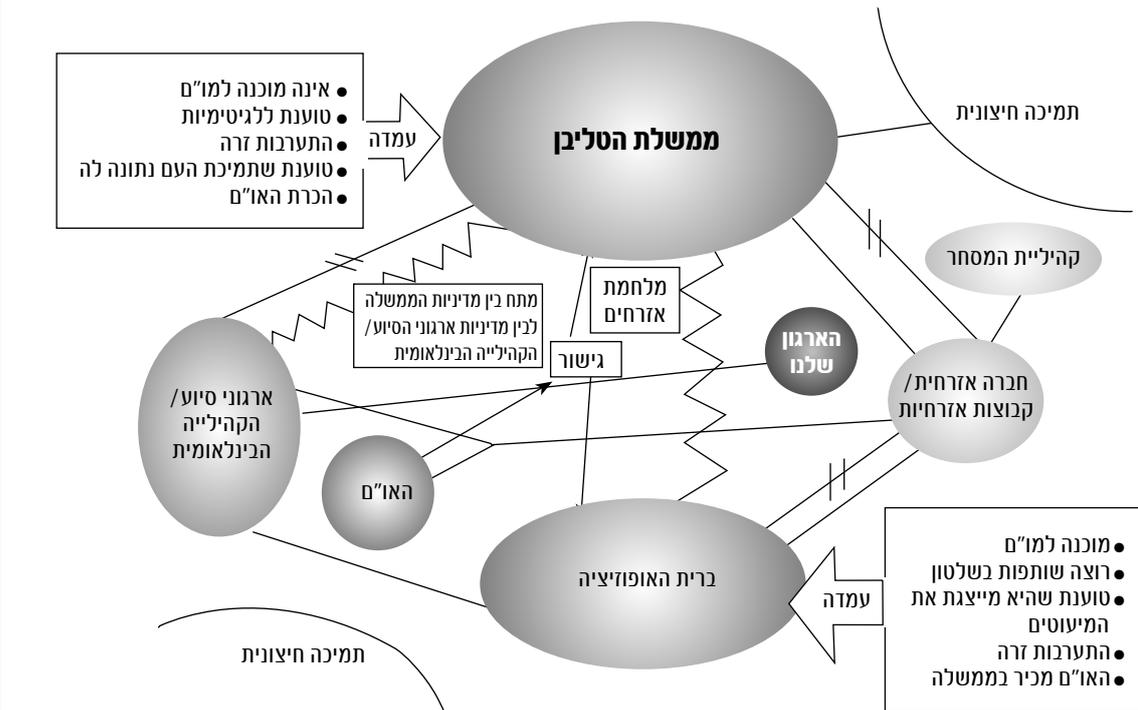 ● אינה מוכנה למו"ם
● טוענת ללגיטימיות
● התערבות זרה
● טוענת שתמיכת העם נתונה לה
● הכרת האו"ם
עמדה
ממשלת הטליבן
תמיכה חיצונית
קהיליית המסחר
מתח בין מדיניות הממשלה
לבין מדיניות ארגוני הסיוע/
הקהילייה הבינלאומית
מלחמת
אזרחים
גישור
הארגון
שלנו
חברה אזרחית/
קבוצות אזרחיות
ארגוני סיוע/
הקהילייה
הבינלאומית
האו"ם
ברית האופוזיציה
עמדה
● מוכנה למו"ם
● רוצה שותפות בשלטון
● טוענת שהיא מייצגת את
המיעוטים
● התערבות זרה
● האו"ם מכיר בממשלה
תמיכה חיצונית